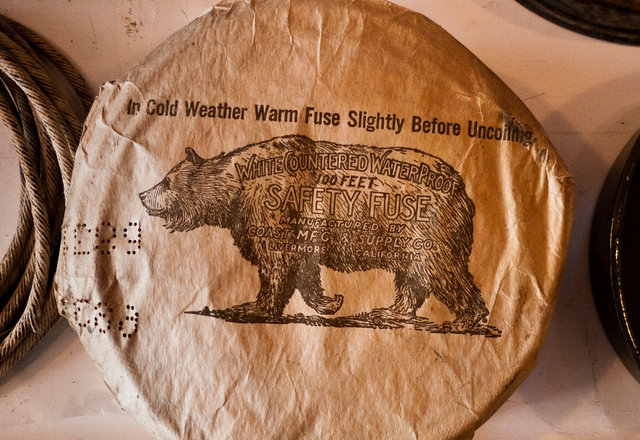 In Cold Weather Warm Fuse Slightly Before Uncoiling
WHITE COUNTERED WATERPROOF
100 FEET
SAFETY FUSE
MANUFACTURED BY
COAST MFG. & SUPPLY CO.
LIVERMORE CALIFORNIA